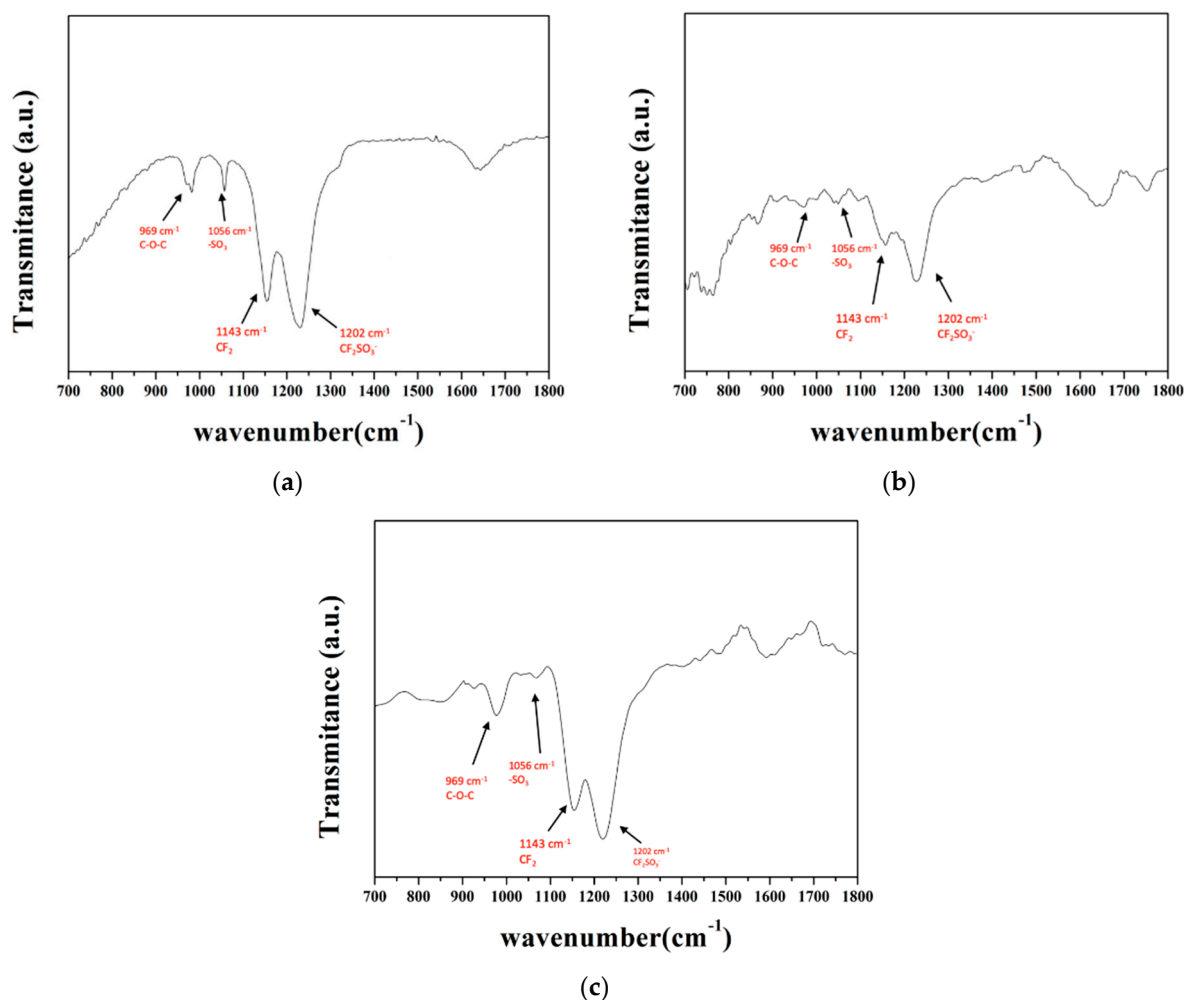 Transmitance (a.u.)
969 cm⁻¹
C-O-C
1056 cm⁻¹
-SO₃
1143 cm⁻¹
CF₂
1202 cm⁻¹
CF₂SO₃⁻
700 800 900 1000 1100 1200 1300 1400 1500 1600 1700 1800
wavenumber(cm⁻¹)
(a)
Transmitance (a.u.)
969 cm⁻¹
C-O-C
1056 cm⁻¹
-SO₃
1143 cm⁻¹
CF₂
1202 cm⁻¹
CF₂SO₃⁻
700 800 900 1000 1100 1200 1300 1400 1500 1600 1700 1800
wavenumber(cm⁻¹)
(b)
Transmitance (a.u.)
969 cm⁻¹
C-O-C
1056 cm⁻¹
-SO₃
1143 cm⁻¹
CF₂
1202 cm⁻¹
CF₂SO₃⁻
700 800 900 1000 1100 1200 1300 1400 1500 1600 1700 1800
wavenumber(cm⁻¹)
(c)